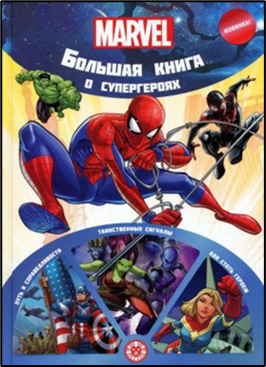 MARVEL
НОВИНКА!
БОЛЬШАЯ КНИГА
О СУПЕРГЕРОЯХ
ТАИНСТВЕННЫЕ СИГНАЛЫ
ПУТЬ К СПРАВЕДЛИВОСТИ
КАК СТАТЬ ГЕРОЕМ